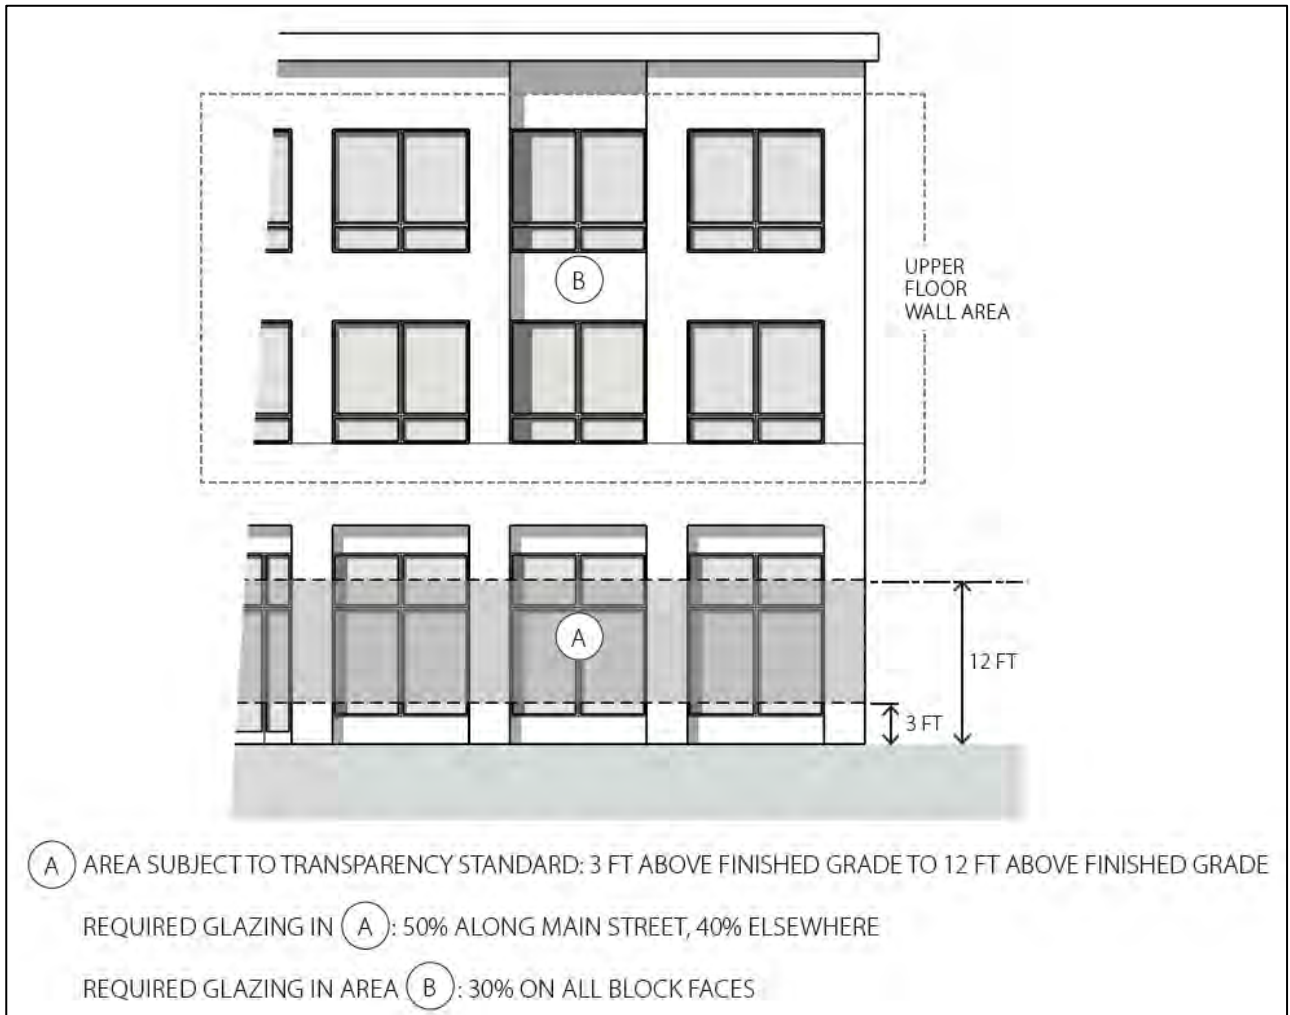 B
UPPER
FLOOR
WALL AREA
A
12 FT
3 FT
A AREA SUBJECT TO TRANSPARENCY STANDARD: 3 FT ABOVE FINISHED GRADE TO 12 FT ABOVE FINISHED GRADE
REQUIRED GLAZING IN A : 50% ALONG MAIN STREET, 40% ELSEWHERE
REQUIRED GLAZING IN AREA B : 30% ON ALL BLOCK FACES